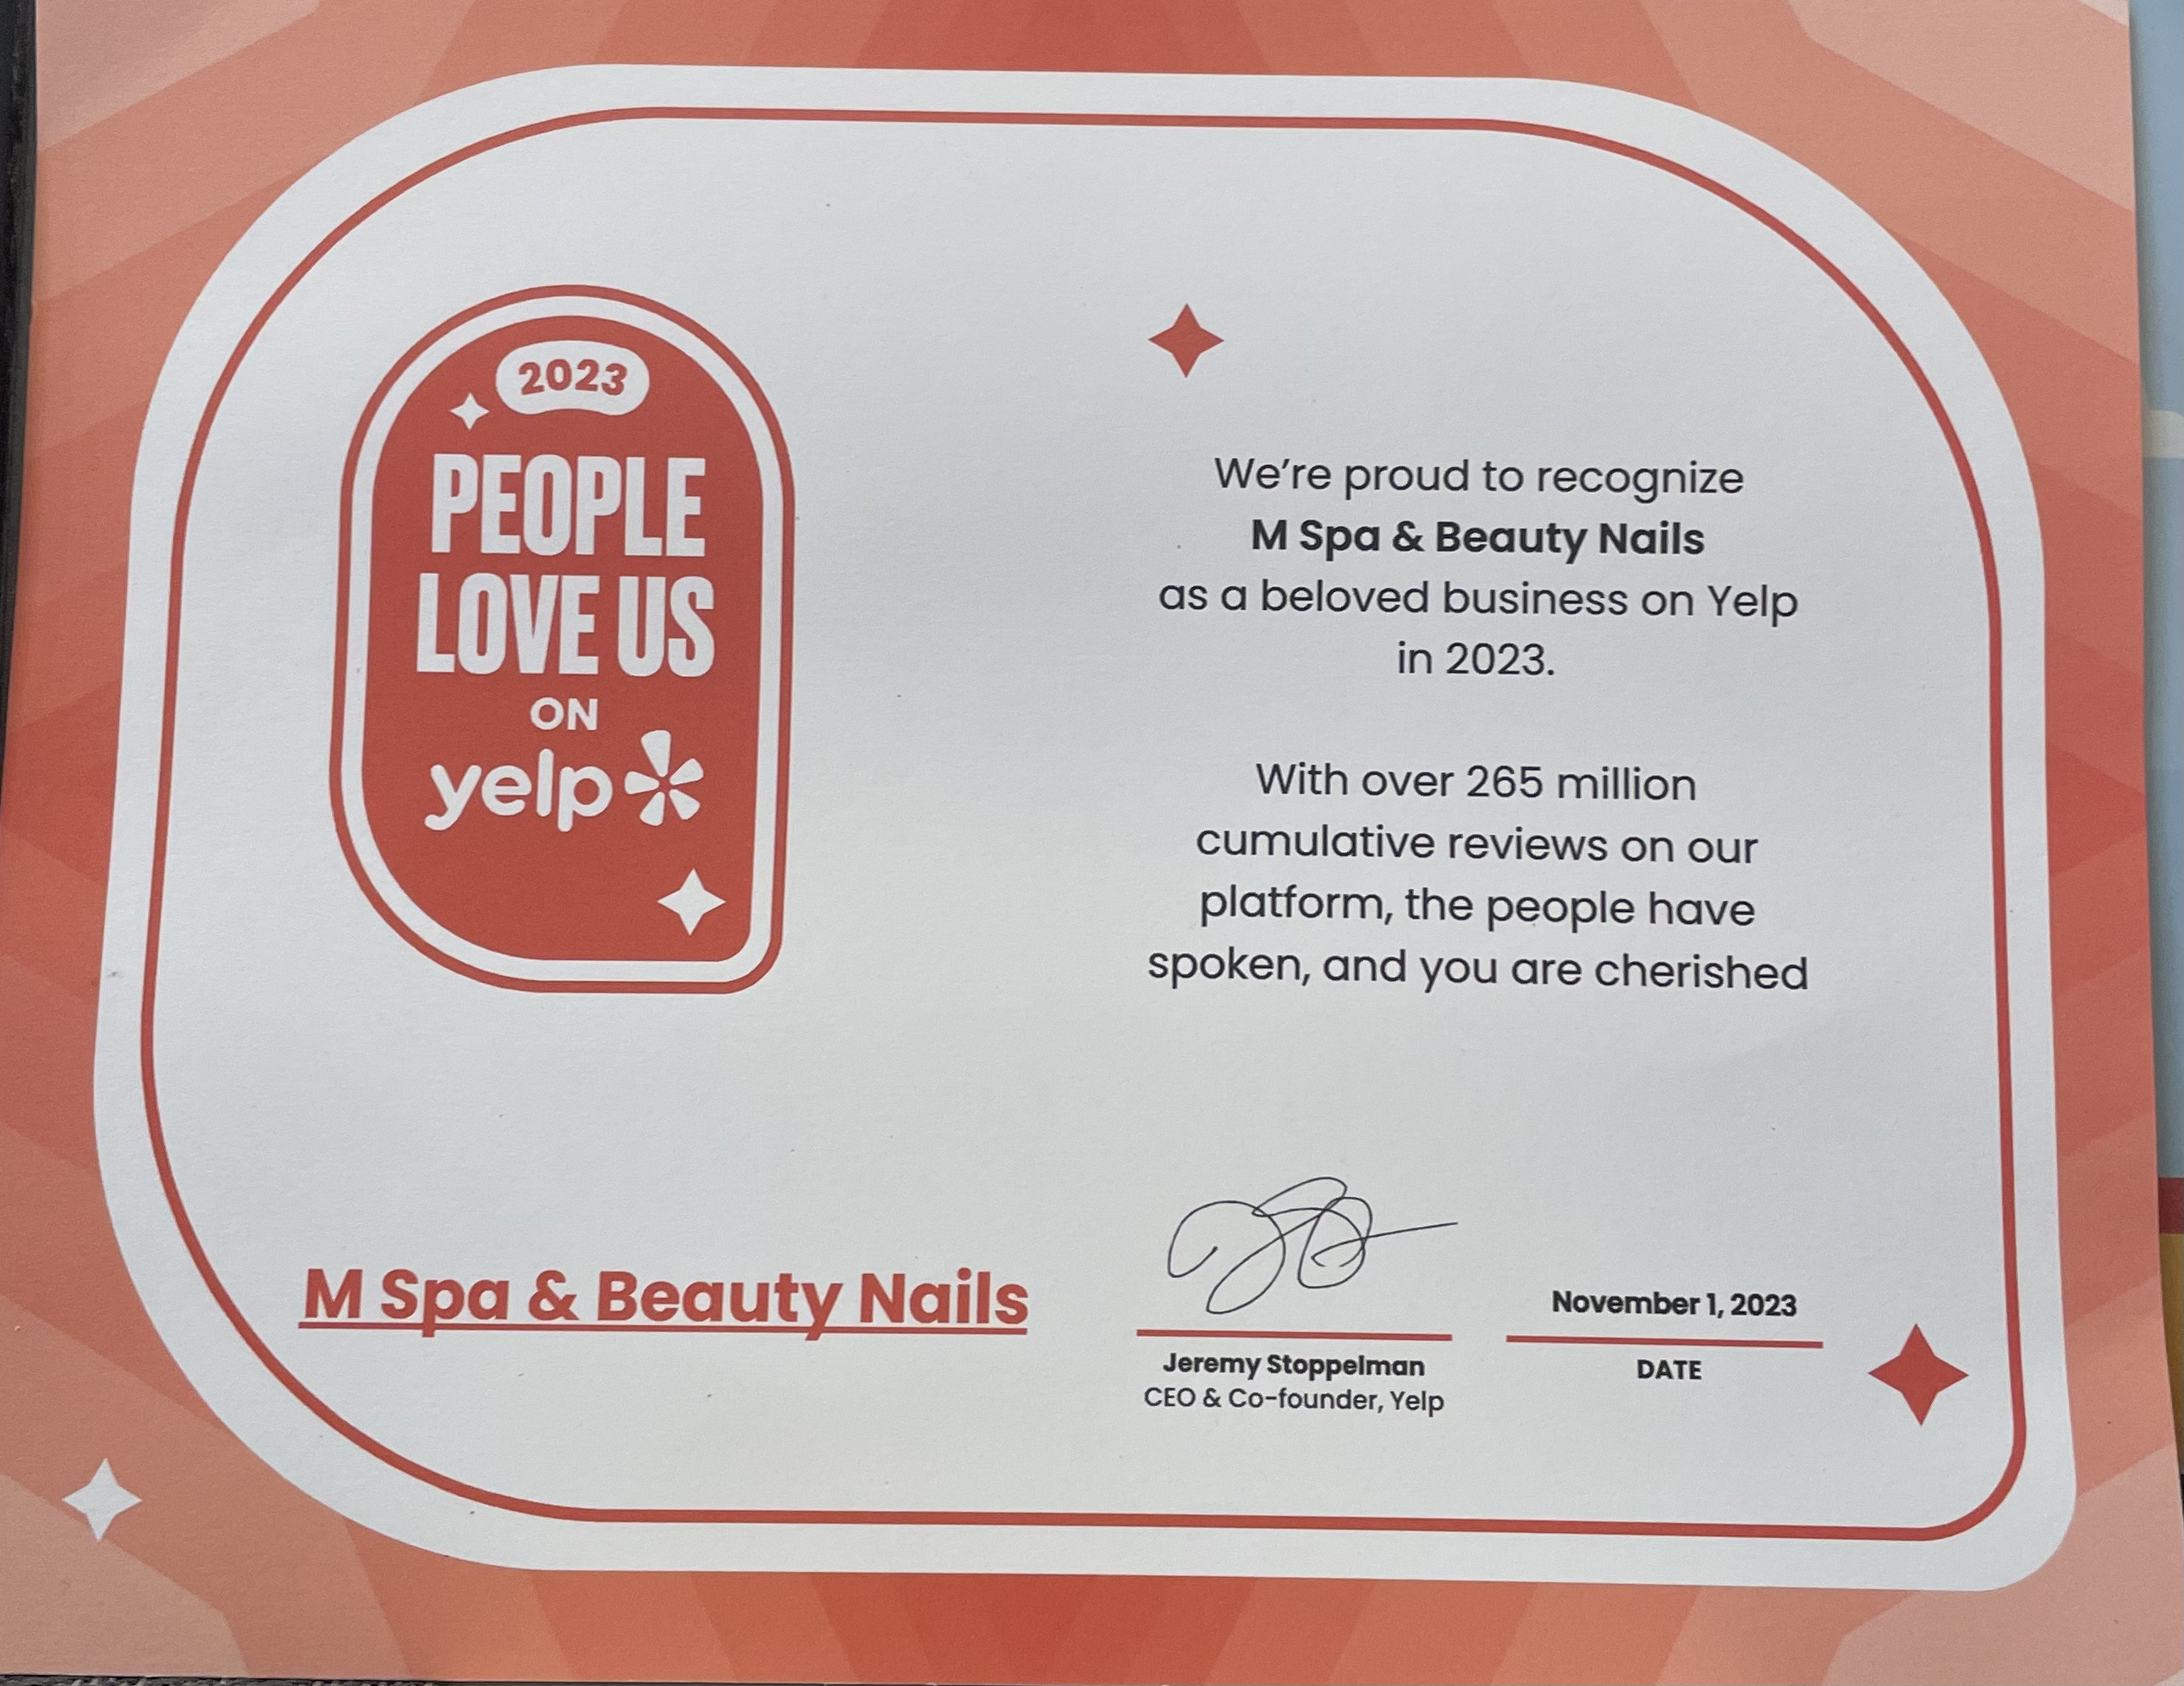 2023
PEOPLE
LOVE US
ON
yelp
We're proud to recognize
M Spa & Beauty Nails
as a beloved business on Yelp
in 2023.
With over 265 million
cumulative reviews on our
platform, the people have
spoken, and you are cherished
M Spa & Beauty Nails
Jeremy Stoppelman
CEO & Co-founder, Yelp
November 1, 2023
DATE